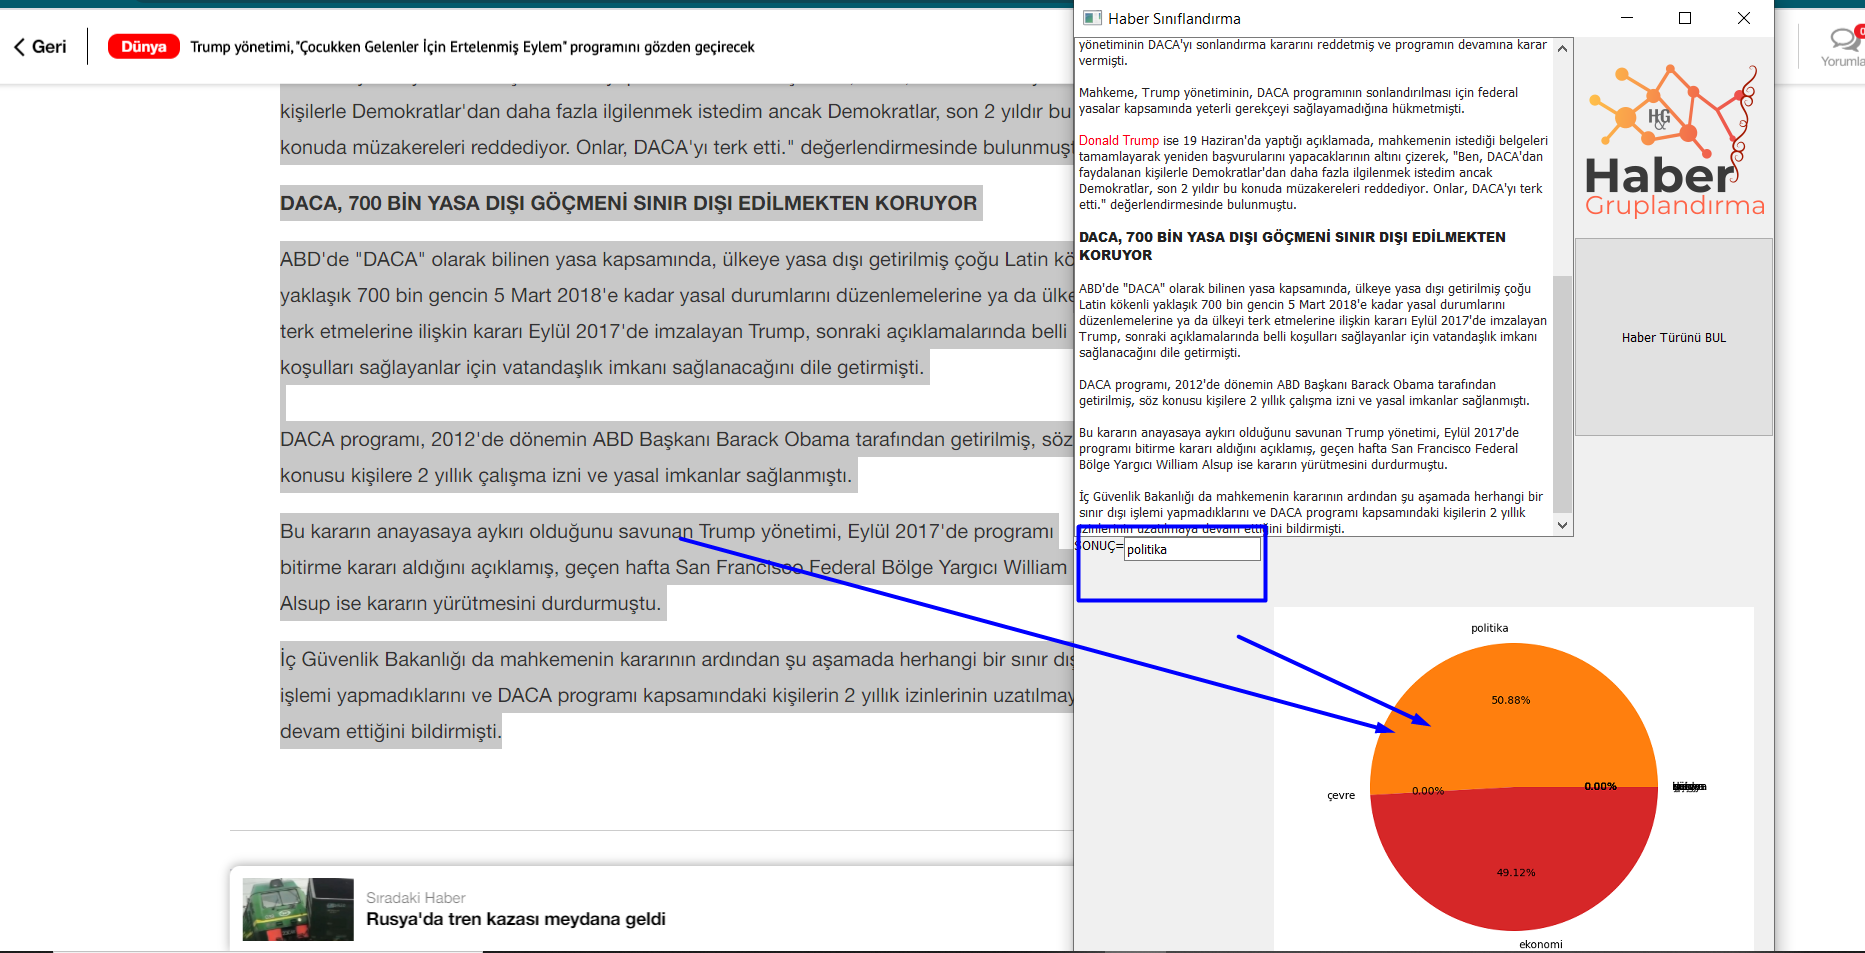 Geri
Dünya
Trump yönetimi, "Çocukken Gelenler İçin Ertelenmiş Eylem" programını gözden geçirecek
kişilerle Demokratlar'dan daha fazla ilgilenmek istedim ancak Demokratlar, son 2 yıldır bu
konuda müzakereleri reddediyor. Onlar, DACA'yı terk etti." değerlendirmesinde bulunmuşt
DACA, 700 BİN YASA DIŞI GÖÇMENİ SINIR DIŞI EDİLMEKTEN KORUYOR
ABD'de "DACA" olarak bilinen yasa kapsamında, ülkeye yasa dışı getirilmiş çoğu Latin kö
yaklaşık 700 bin gencin 5 Mart 2018'e kadar yasal durumlarını düzenlemelerine ya da ülke
terk etmelerine ilişkin kararı Eylül 2017'de imzalayan Trump, sonraki açıklamalarında belli
koşulları sağlayanlar için vatandaşlık imkanı sağlanacağını dile getirmişti.
DACA programı, 2012'de dönemin ABD Başkanı Barack Obama tarafından getirilmiş, söz
konusu kişilere 2 yıllık çalışma izni ve yasal imkanlar sağlanmıştı.
Bu kararın anayasaya aykırı olduğunu savunan Trump yönetimi, Eylül 2017'de programı
bitirme kararı aldığını açıklamış, geçen hafta San Francisco Federal Bölge Yargıcı William
Alsup ise kararın yürütmesini durdurmuştu.
İç Güvenlik Bakanlığı da mahkemenin kararının ardından şu aşamada herhangi bir sınır dış
işlemi yapmadıklarını ve DACA programı kapsamındaki kişilerin 2 yıllık izinlerinin uzatılmay
devam ettiğini bildirmişti.
Sıradaki Haber
Rusya'da tren kazası meydana geldi
Haber Sınıflandırma
yönetiminin DACA'yı sonlandırma kararını reddetmiş ve programın devamına karar
vermişti.
Mahkeme, Trump yönetiminin, DACA programının sonlandırılması için federal
yasalar kapsamında yeterli gerekçeyi sağlayamadığına hükmetmişti.
Donald Trump ise 19 Haziran'da yaptığı açıklamada, mahkemenin istediği belgeleri
tamamlayarak yeniden başvurularını yapacaklarının altını çizerek, "Ben, DACA'dan
faydalanan kişilerle Demokratlar'dan daha fazla ilgilenmek istedim ancak
Demokratlar, son 2 yıldır bu konuda müzakereleri reddediyor. Onlar, DACA'yı terk
etti." değerlendirmesinde bulunmuştu.
DACA, 700 BİN YASA DIŞI GÖÇMENİ SINIR DIŞI EDİLMEKTEN
KORUYOR
ABD'de "DACA" olarak bilinen yasa kapsamında, ülkeye yasa dışı getirilmiş çoğu
Latin kökenli yaklaşık 700 bin gencin 5 Mart 2018'e kadar yasal durumlarını
düzenlemelerine ya da ülkeyi terk etmelerine ilişkin kararı Eylül 2017'de imzalayan
Trump, sonraki açıklamalarında belli koşulları sağlayanlar için vatandaşlık imkanı
sağlanacağını dile getirmişti.
DACA programı, 2012'de dönemin ABD Başkanı Barack Obama tarafından
getirilmiş, söz konusu kişilere 2 yıllık çalışma izni ve yasal imkanlar sağlanmıştı.
Bu kararın anayasaya aykırı olduğunu savunan Trump yönetimi, Eylül 2017'de
programı bitirme kararı aldığını açıklamış, geçen hafta San Francisco Federal
Bölge Yargıcı William Alsup ise kararın yürütmesini durdurmuştu.
İç Güvenlik Bakanlığı da mahkemenin kararının ardından şu aşamada herhangi bir
sınır dışı işlemi yapmadıklarını ve DACA programı kapsamındaki kişilerin 2 yıllık
izinlerinin uzatılmaya devam ettiğini bildirmişti.
SONUÇ= politika
H&G
Haber
Gruplandırma
Haber Türünü BUL
Yorumla
politika
50.88%
çevre
0.00%
0.00%
49.12%
ekonomi